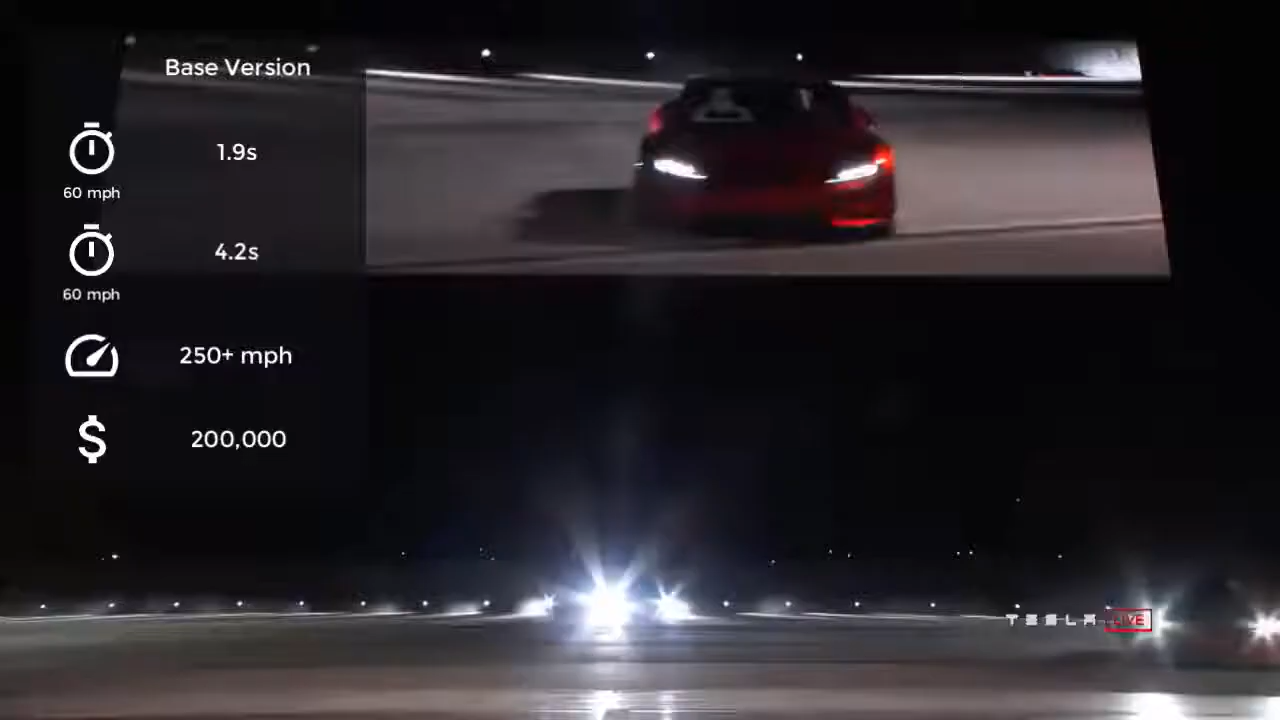 Base Version
1.9s
60 mph
4.2s
60 mph
250+ mph
$ 200,000
TESLA LIVE